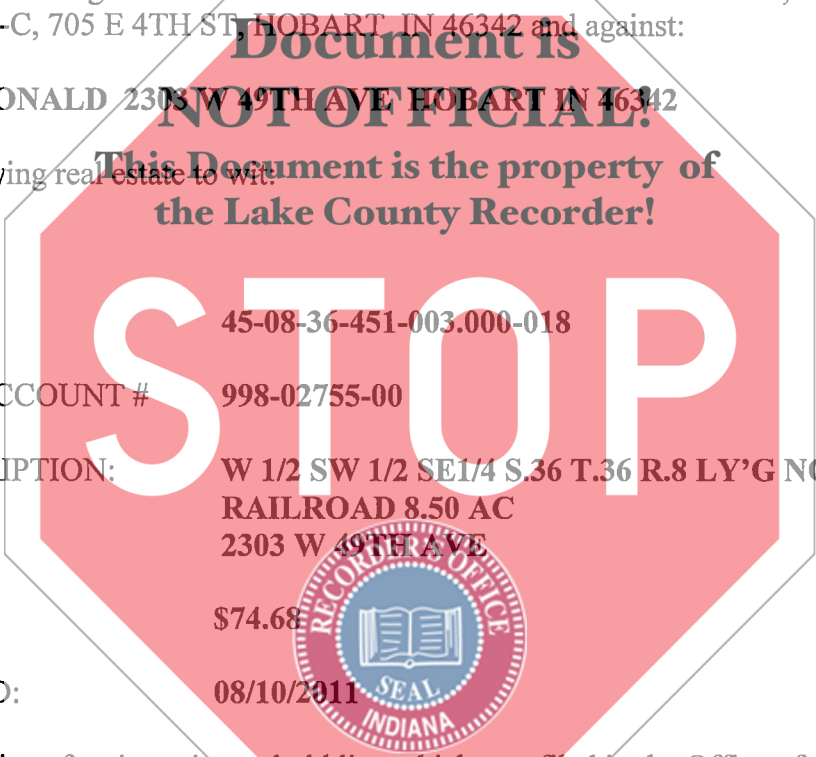 -C, 705 E 4TH ST, HOBART IN 46342 and against:
Document is
ONALD 2303 W 49TH AVE HOBART IN 46342
NOT OFFICIAL!
This Document is the property of
ing real estate to wit:
the Lake County Recorder!
STOP
45-08-36-451-003.000-018
CCOUNT # 998-02755-00
IPTION: W 1/2 SW 1/2 SE1/4 S.36 T.36 R.8 LY'G NO
RAILROAD 8.50 AC
2303 W 49TH AVE
RECORDER'S OFFICE
$74.68
SEAL
D: 08/10/2011
INDIANA